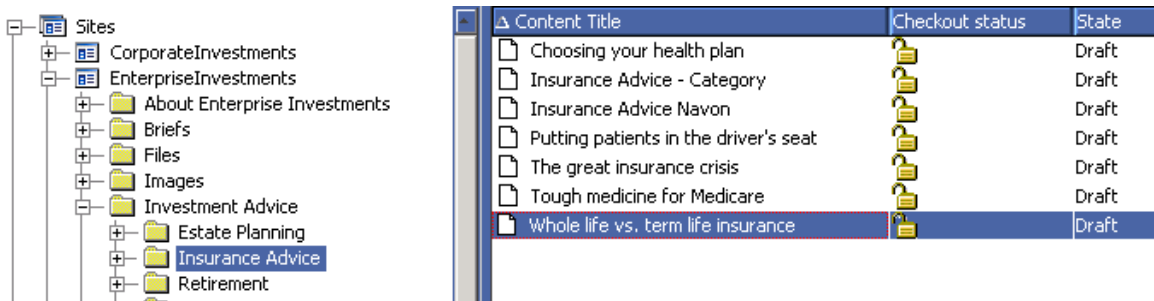 Sites
CorporateInvestments
EnterpriseInvestments
About Enterprise Investments
Briefs
Files
Images
Investment Advice
Estate Planning
Insurance Advice
Retirement
Content Title Checkout status State
Choosing your health plan Draft
Insurance Advice - Category Draft
Insurance Advice Navon Draft
Putting patients in the driver's seat Draft
The great insurance crisis Draft
Tough medicine for Medicare Draft
Whole life vs. term life insurance Draft